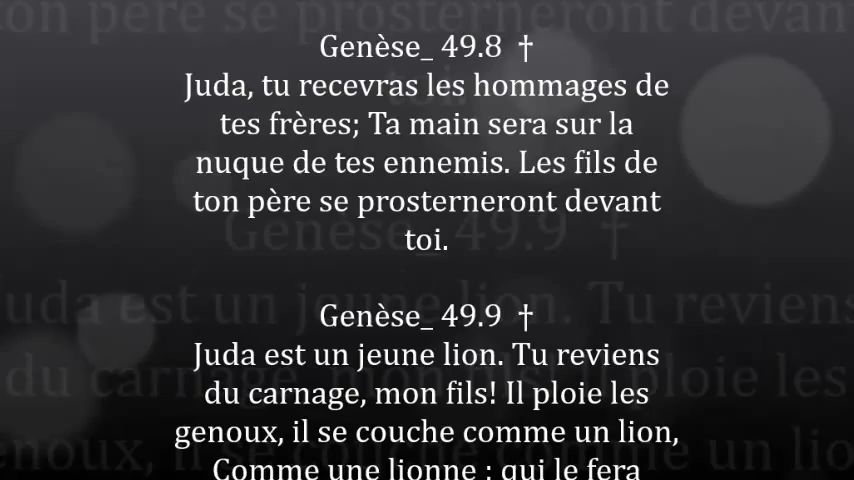 Genèse_ 49.8 †
Juda, tu recevras les hommages de
tes frères; Ta main sera sur la
nuque de tes ennemis. Les fils de
ton père se prosterneront devant
toi.
Genèse_ 49.9 †
Juda est un jeune lion. Tu reviens
du carnage, mon fils! Il ploie les
genoux, il se couche comme un lion,
Comme une lionne : qui le fera